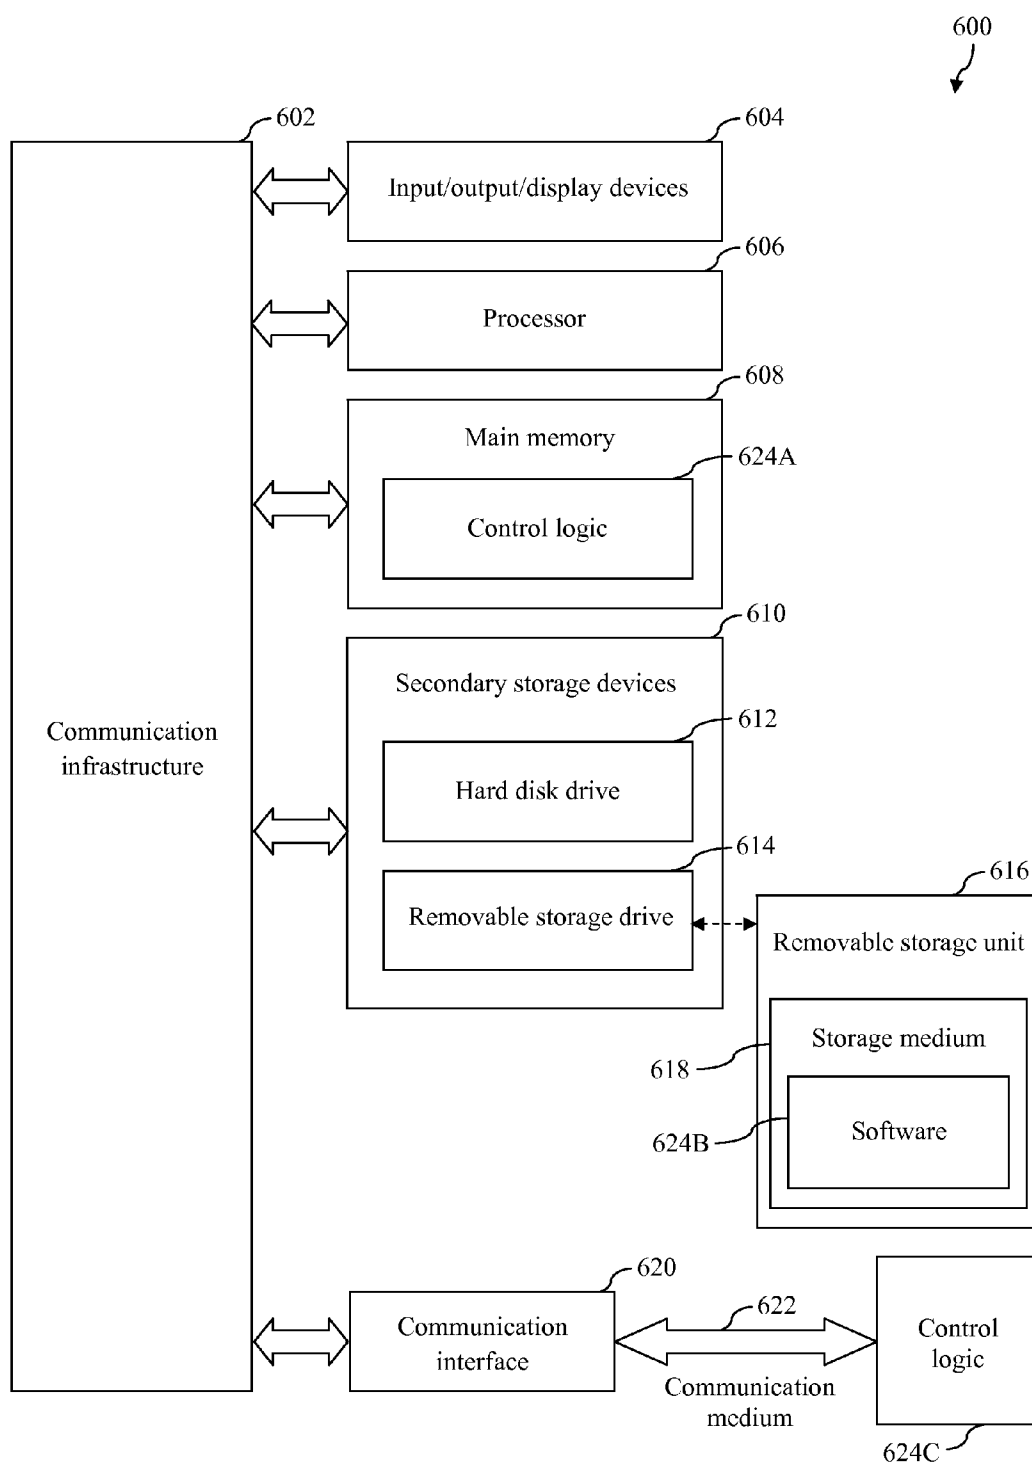 600
602
604
Input/output/display devices
606
Processor
608
Main memory
624A
Control logic
610
Secondary storage devices
Communication
infrastructure
612
Hard disk drive
614
Removable storage drive
616
Removable storage unit
Storage medium
618
Software
624B
620
Communication
interface
622
Communication
medium
Control
logic
624C